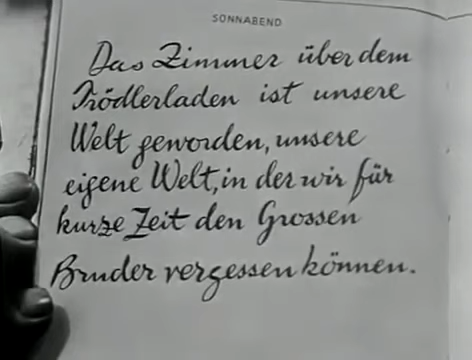 SONNABEND
Das Zimmer über dem
Trödlerladen ist unsere
Welt geworden, unsere
eigene Welt, in der wir für
kurze Zeit den Grossen
Bruder vergessen können.